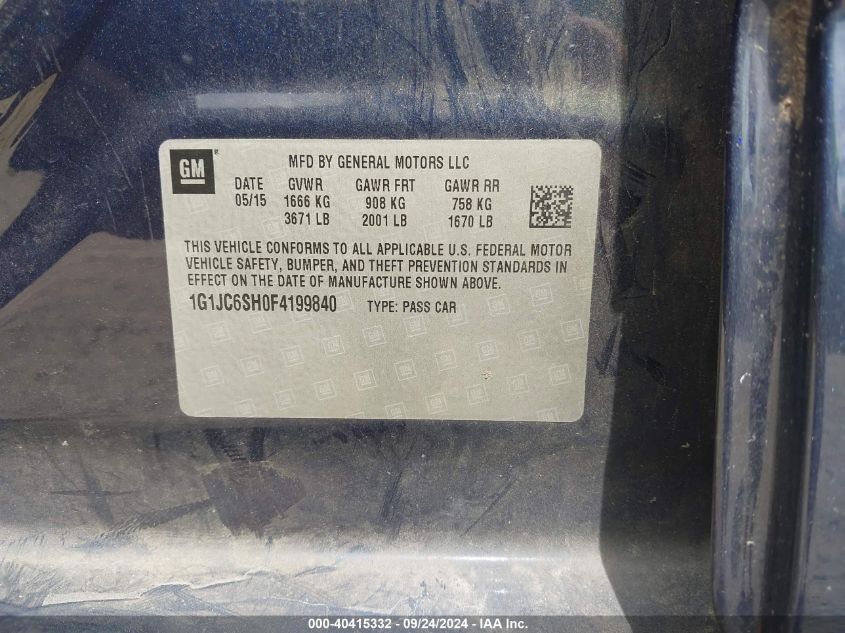 GM
MFD BY GENERAL MOTORS LLC
DATE GVWR GAWR FRT GAWR RR
05/15 1666 KG 908 KG 758 KG
3671 LB 2001 LB 1670 LB
THIS VEHICLE CONFORMS TO ALL APPLICABLE U.S. FEDERAL MOTOR
VEHICLE SAFETY, BUMPER, AND THEFT PREVENTION STANDARDS IN
EFFECT ON THE DATE OF MANUFACTURE SHOWN ABOVE.
1G1JC6SH0F4199840 TYPE: PASS CAR
000-40415332 - 09/24/2024 - IAA Inc.